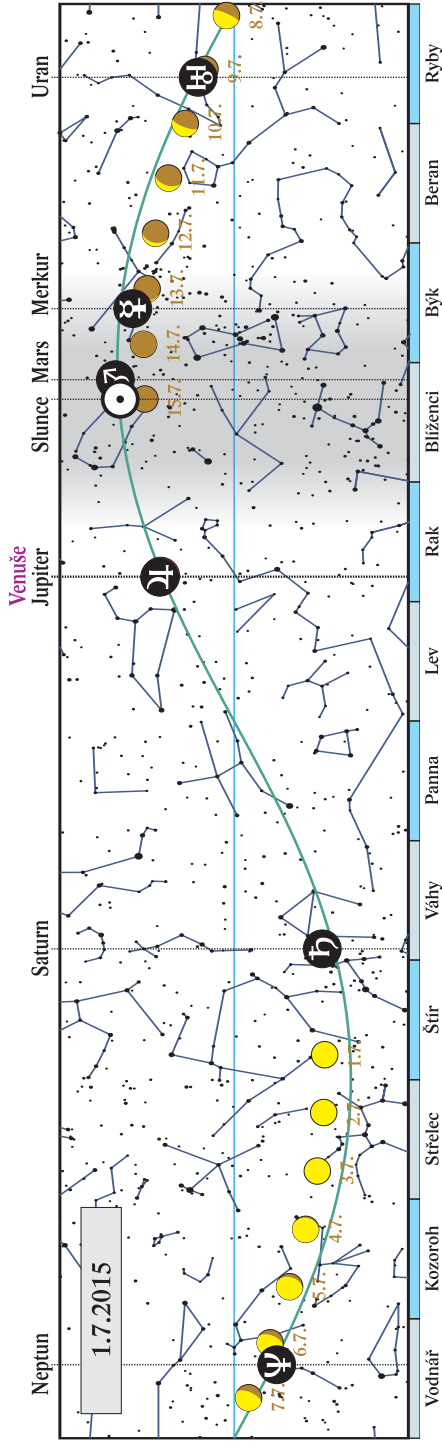 Venuše
Neptun Saturn Jupiter Slunce Mars Merkur Uran
1.7.2015
7.7. 6.7. 5.7. 4.7. 3.7. 2.7. 1.7. 15.7. 14.7. 13.7. 12.7. 11.7. 10.7. 9.7. 8.7.
Vodnář Kozoroh Střelec Štír Váhy Panna Lev Rak Blíženci Býk Beran Ryby